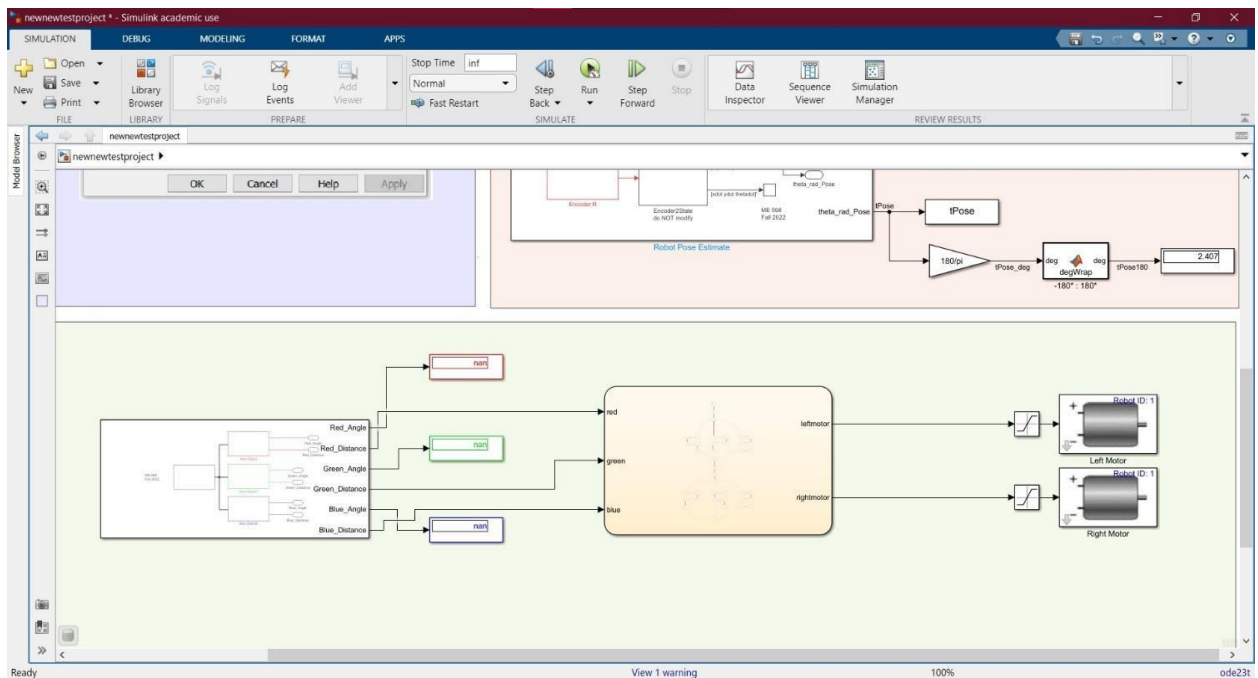 newnewtestproject * - Simulink academic use
SIMULATION DEBUG MODELING FORMAT APPS
New
Open
Save
Print
FILE
Library Browser
LIBRARY
Log Signals
Log Events
Add Viewer
PREPARE
Stop Time inf
Normal
Fast Restart
Step Back
Run
Step Forward
Stop
SIMULATE
Data Inspector
Sequence Viewer
Simulation Manager
REVIEW RESULTS
Model Browser
newnewtestproject
newnewtestproject
OK Cancel Help Apply
Encoder R
Encoder2State
do NOT modify
[xdot ydot thetadot]
ME 998
Fall 2022
theta_rad_Pose
theta_rad_Pose
Robot Pose Estimate
tPose
tPose
180/pi
tPose_deg
deg deg
degWrap
-180° : 180°
tPose180
2.407
nan
nan
nan
Red_Angle
Red_Distance
Green_Angle
Green_Distance
Blue_Angle
Blue_Distance
red
green
blue
leftmotor
rightmotor
Robot ID: 1
Left Motor
Robot ID: 1
Right Motor
Ready
View 1 warning
100%
ode23t